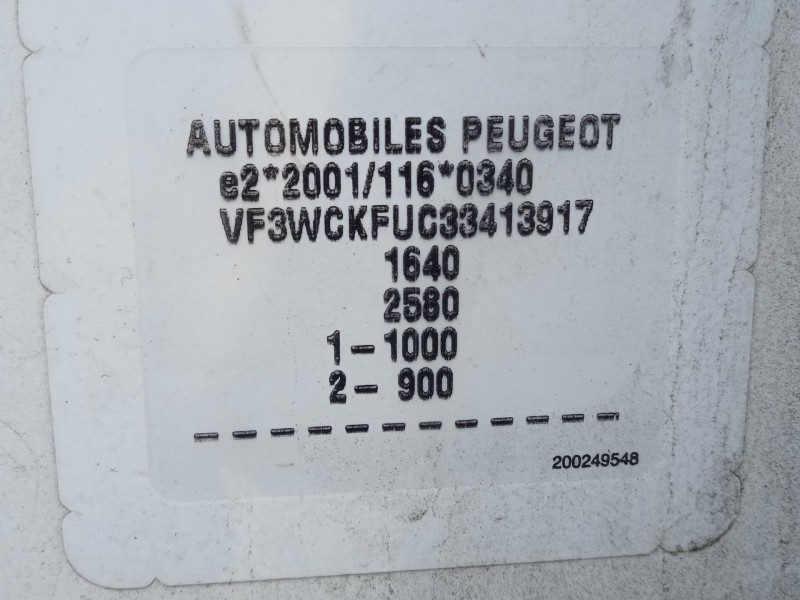 AUTOMOBILES PEUGEOT
e2*2001/116*0340
VF3WCKFUC33413917
1640
2580
1-1000
2-900
_ _ _ _ _ _ _ _ _ _ _ _
200249548